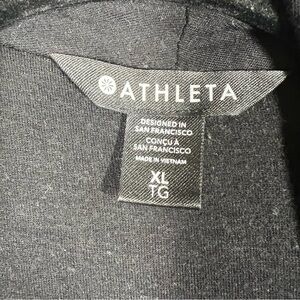 ATHLETA
DESIGNED IN
SAN FRANCISCO
CONÇU À
SAN FRANCISCO
MADE IN VIETNAM
XL
TG